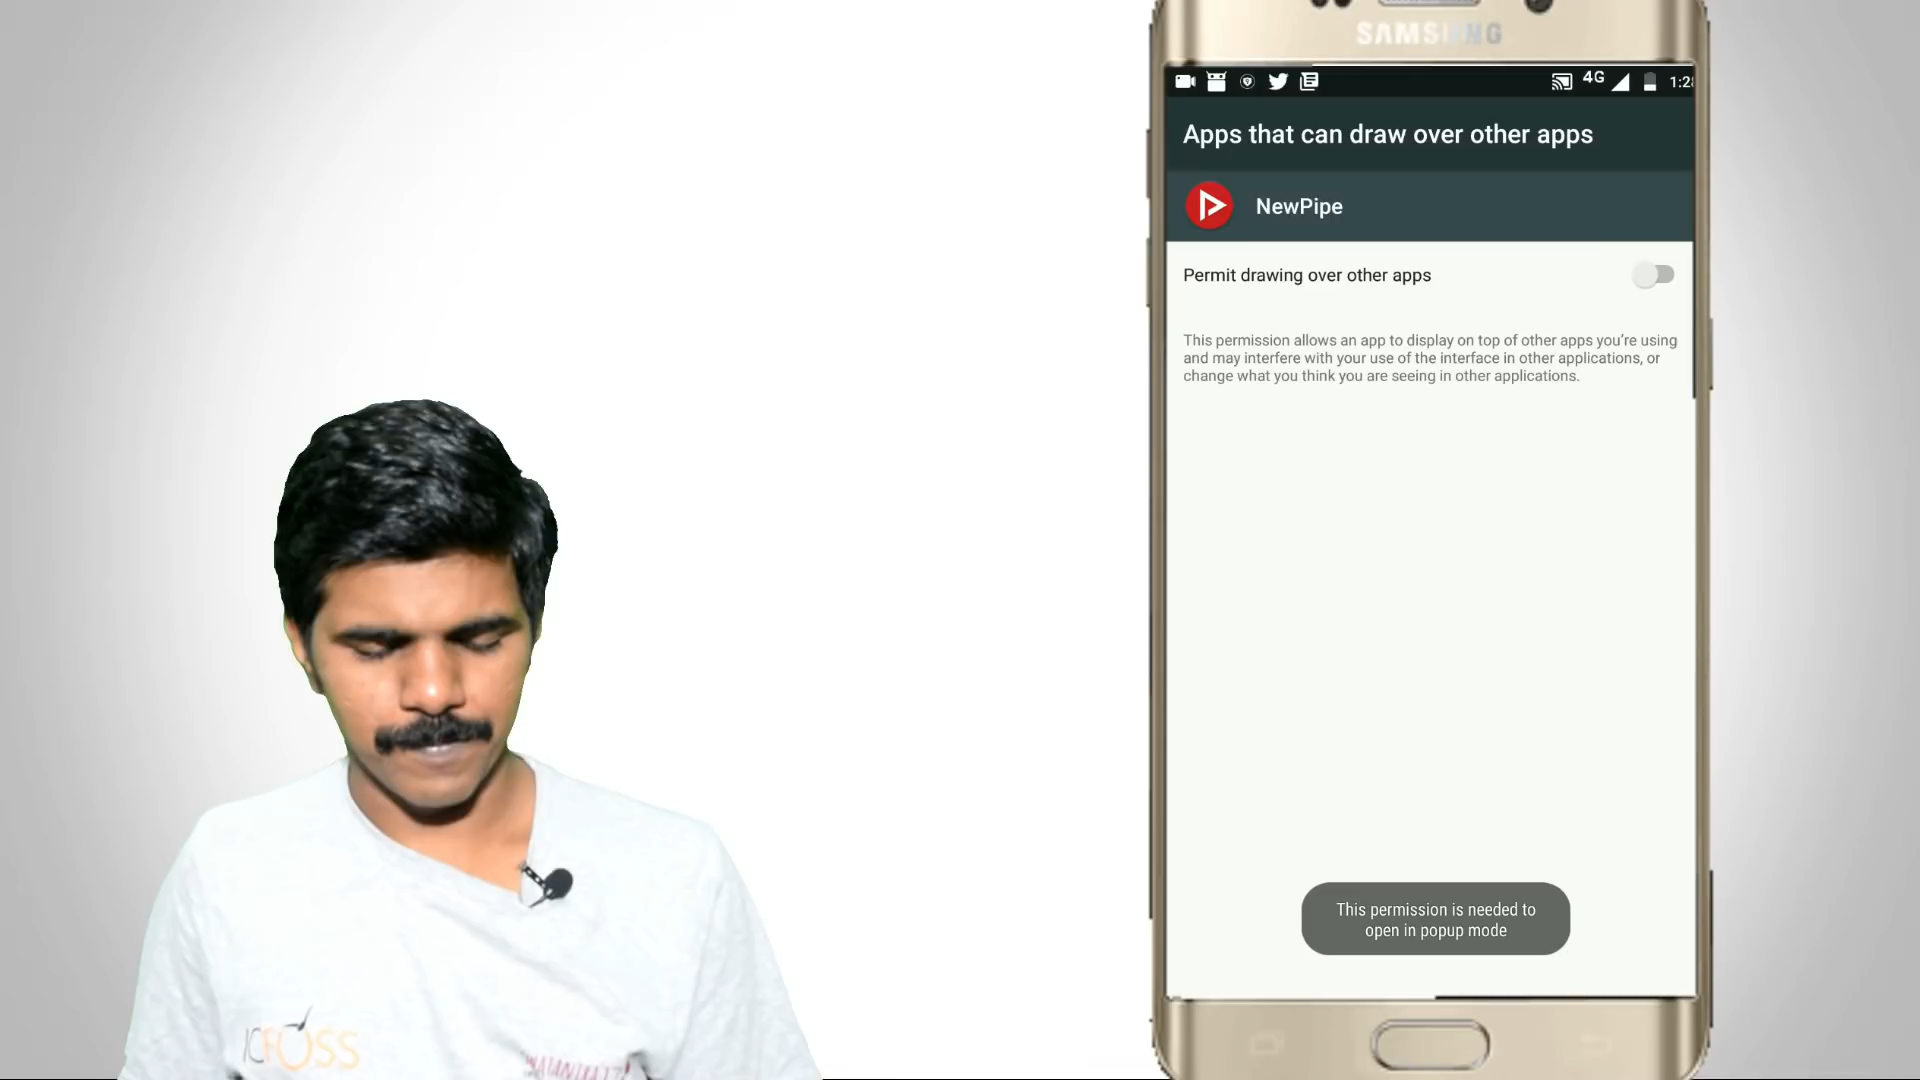 SAMSUNG
4G
Apps that can draw over other apps
NewPipe
Permit drawing over other apps
This permission allows an app to display on top of other apps you're using
and may interfere with your use of the interface in other applications, or
change what you think you are seeing in other applications.
This permission is needed to
open in popup mode
ICFOSS